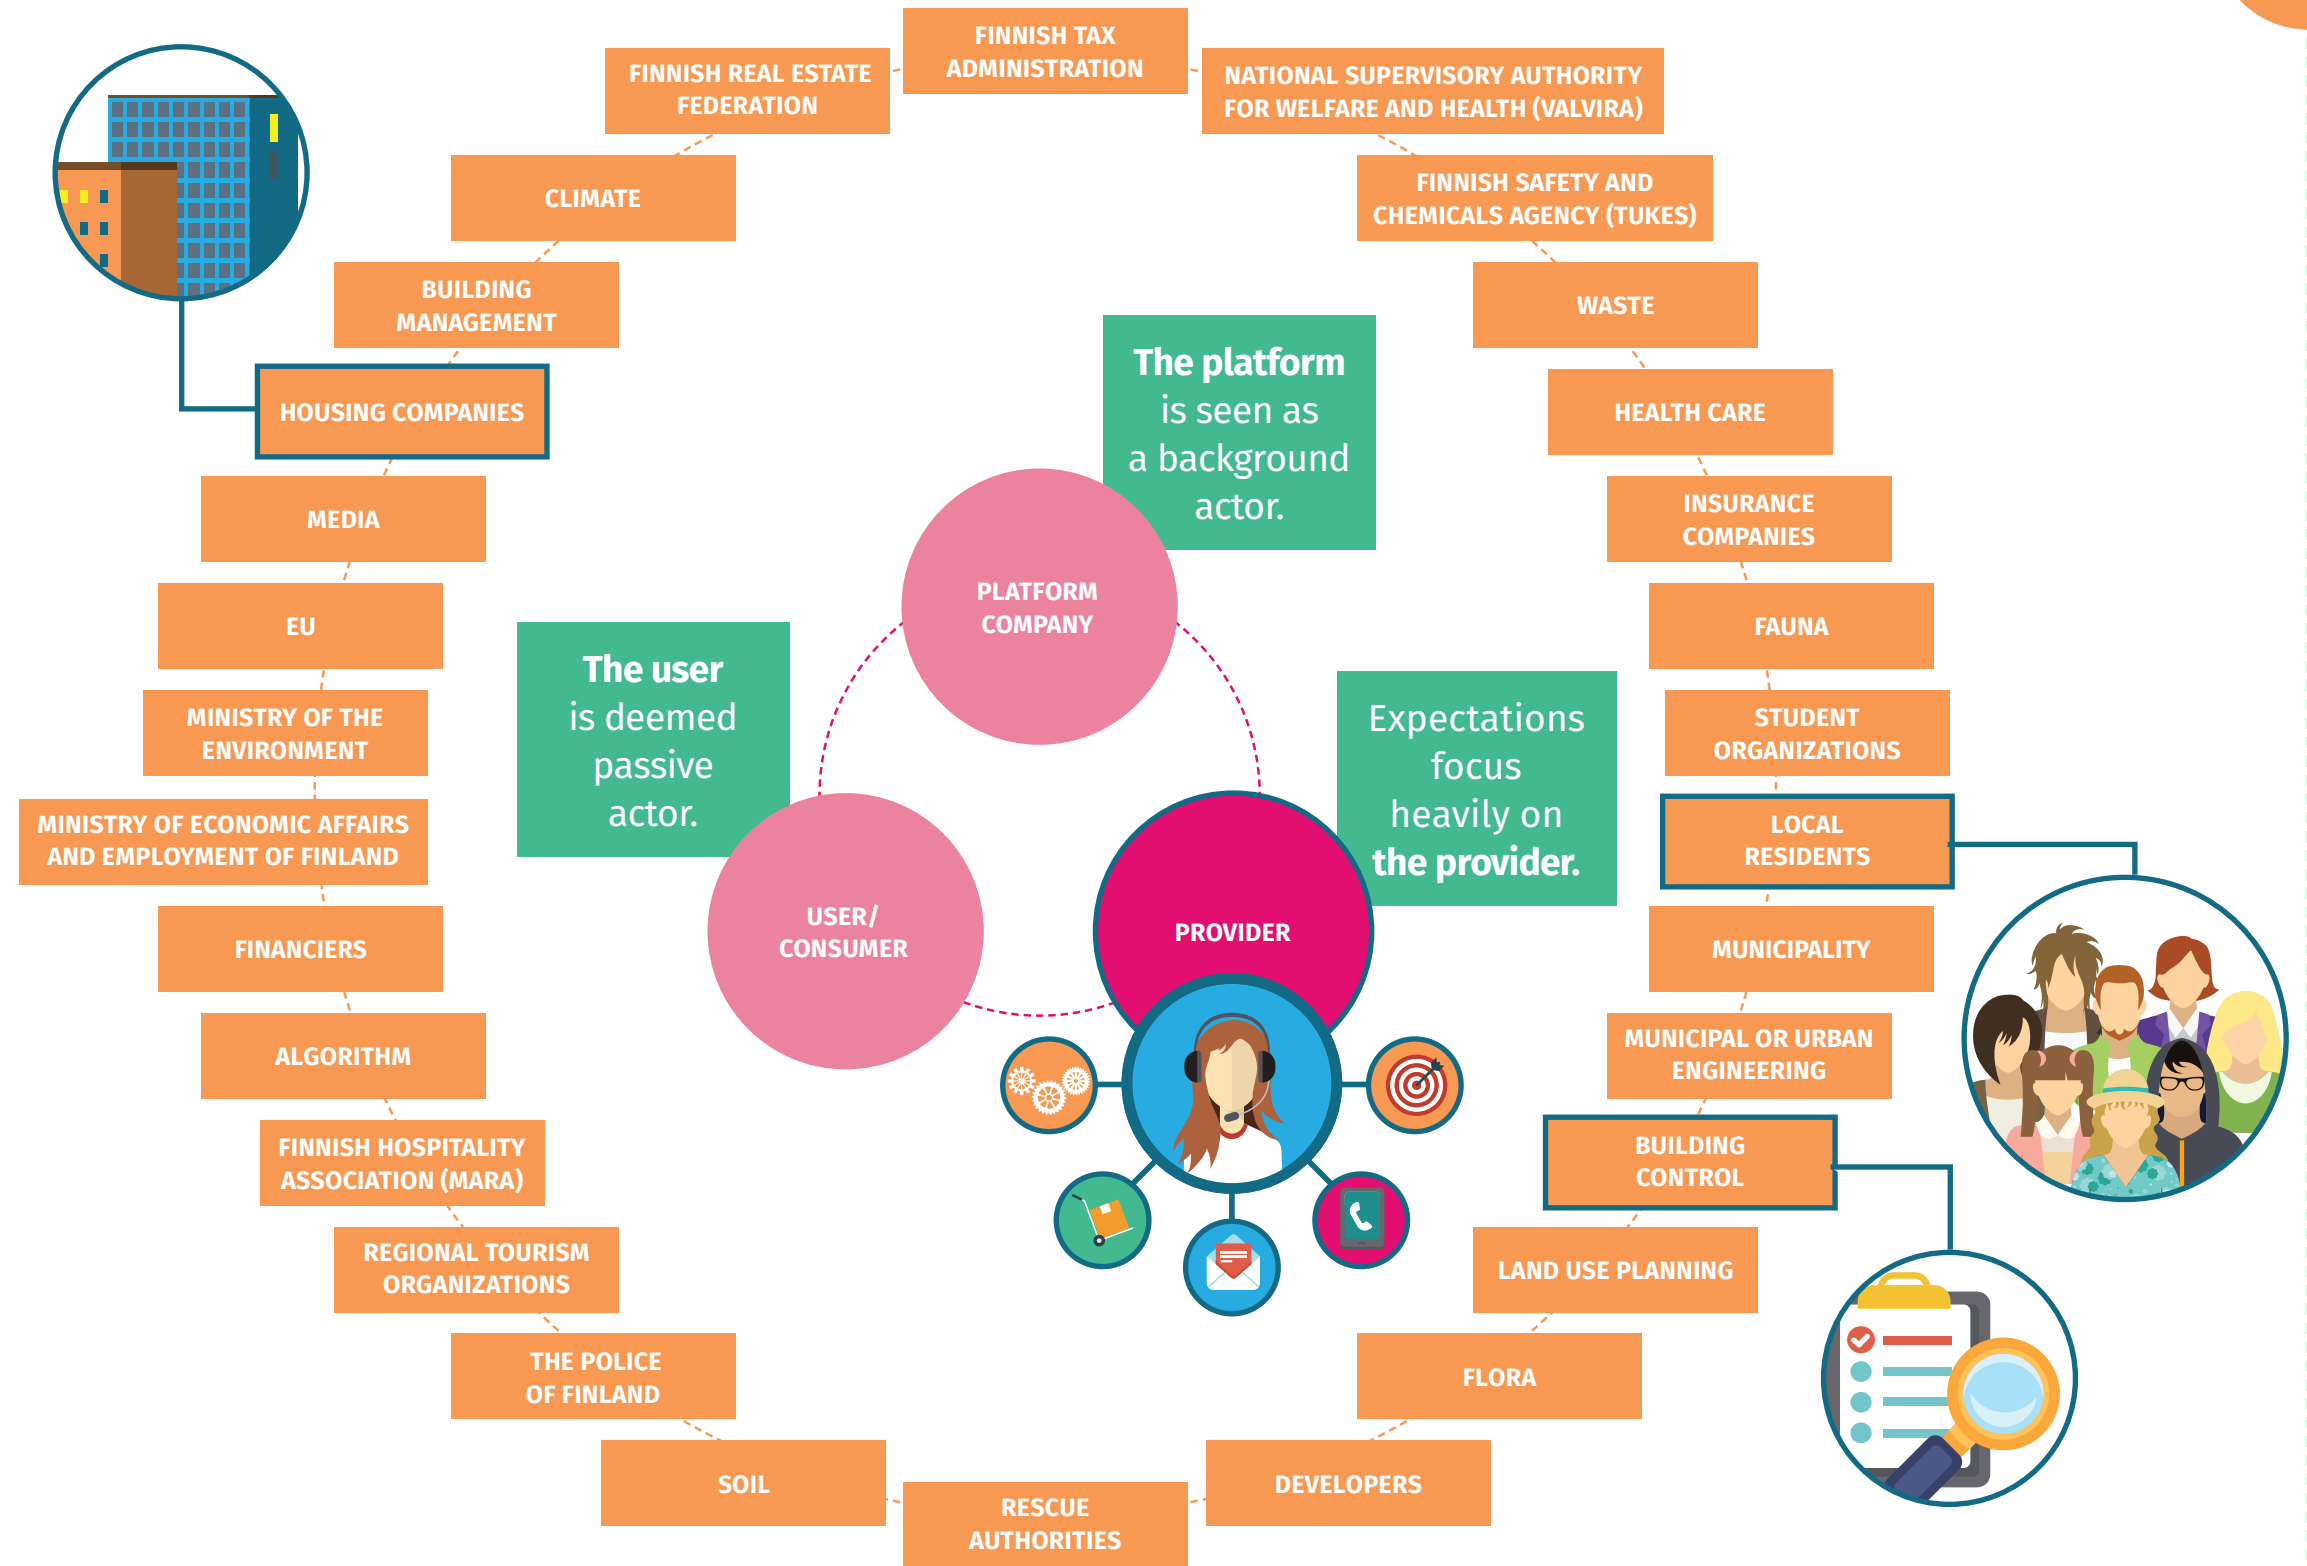 FINNISH TAX
ADMINISTRATION
NATIONAL SUPERVISORY AUTHORITY
FOR WELFARE AND HEALTH (VALVIRA)
FINNISH SAFETY AND
CHEMICALS AGENCY (TUKES)
WASTE
HEALTH CARE
INSURANCE
COMPANIES
FAUNA
STUDENT
ORGANIZATIONS
LOCAL
RESIDENTS
MUNICIPALITY
MUNICIPAL OR URBAN
ENGINEERING
BUILDING
CONTROL
LAND USE PLANNING
FLORA
DEVELOPERS
RESCUE
AUTHORITIES
SOIL
THE POLICE
OF FINLAND
REGIONAL TOURISM
ORGANIZATIONS
FINNISH HOSPITALITY
ASSOCIATION (MARA)
ALGORITHM
FINANCIERS
MINISTRY OF ECONOMIC AFFAIRS
AND EMPLOYMENT OF FINLAND
MINISTRY OF THE
ENVIRONMENT
EU
MEDIA
HOUSING COMPANIES
BUILDING
MANAGEMENT
CLIMATE
FINNISH REAL ESTATE
FEDERATION
The platform
is seen as
a background
actor.
PLATFORM
COMPANY
The user
is deemed
passive
actor.
USER/
CONSUMER
Expectations
focus
heavily on
the provider.
PROVIDER